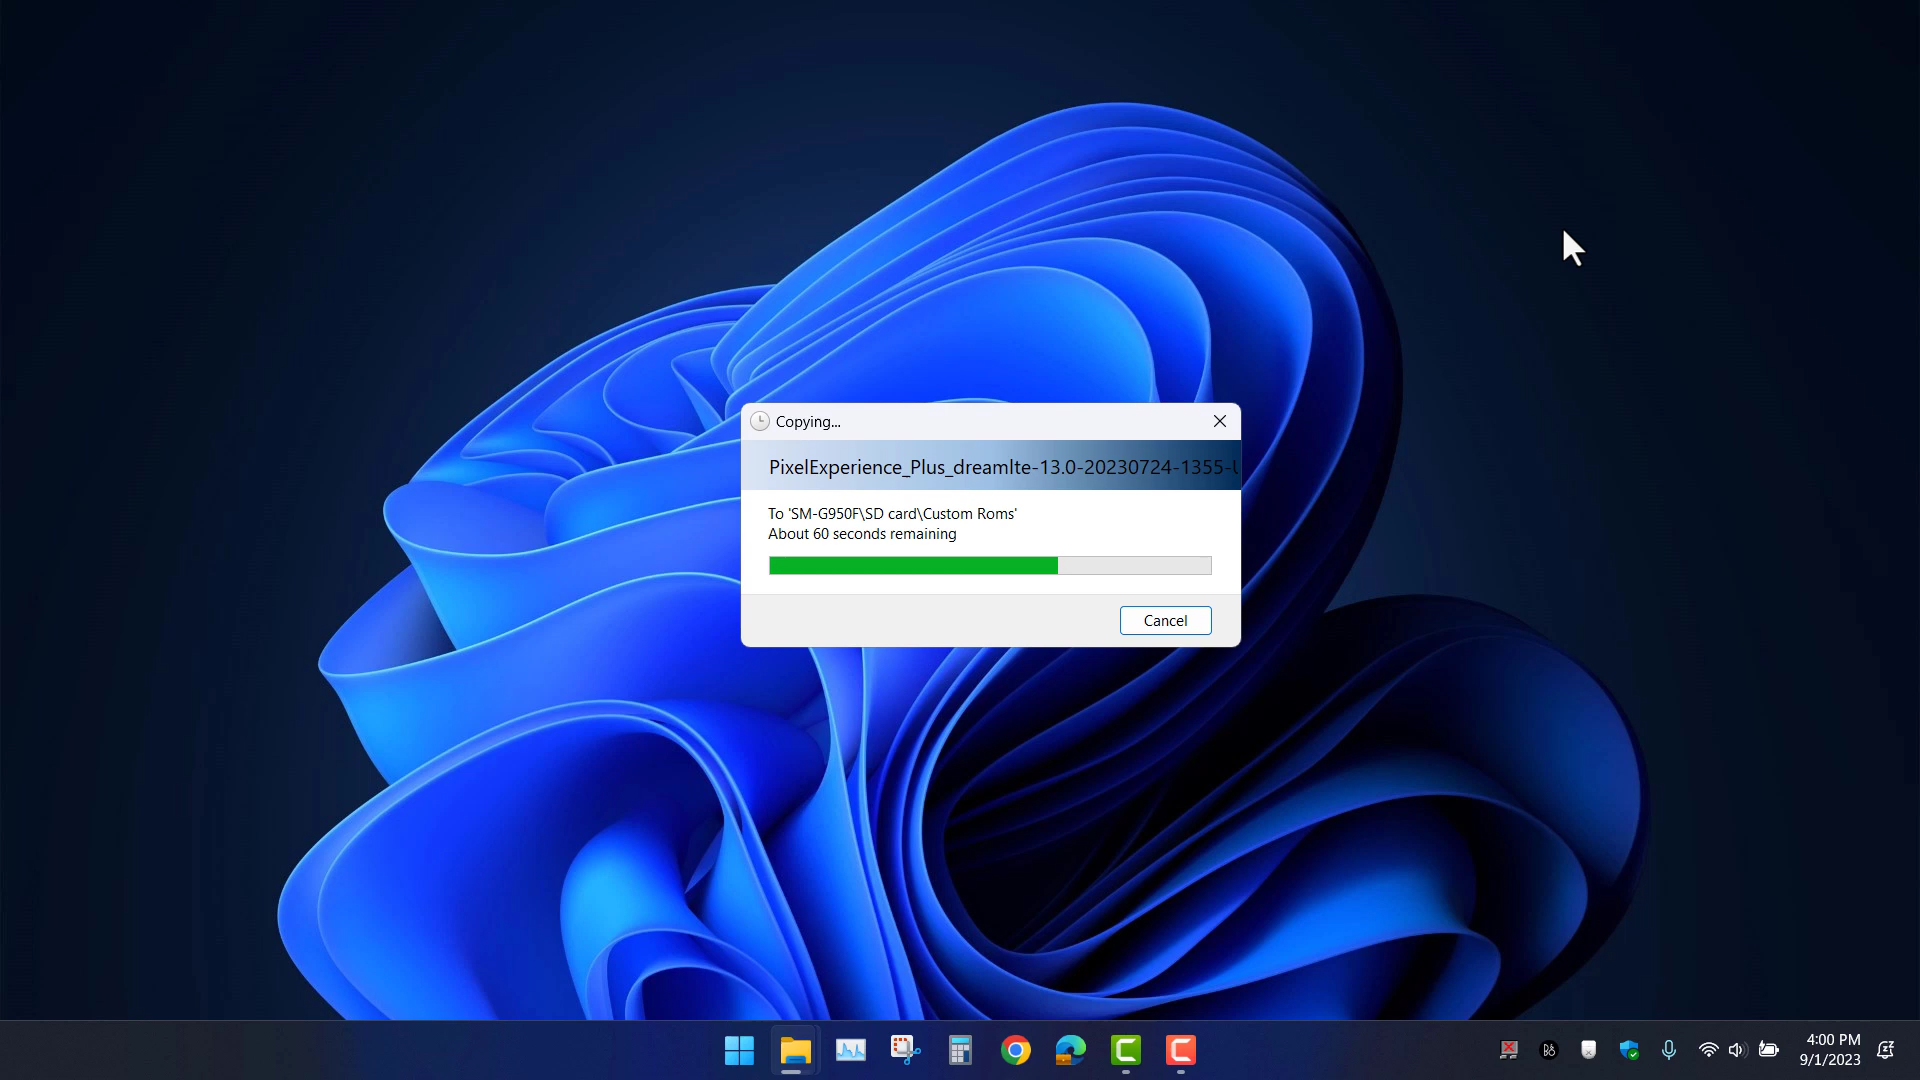 Copying...
PixelExperience_Plus_dreamlte-13.0-20230724-1355-
To 'SM-G950F\SD card\Custom Roms'
About 60 seconds remaining
Cancel
4:00 PM
9/1/2023